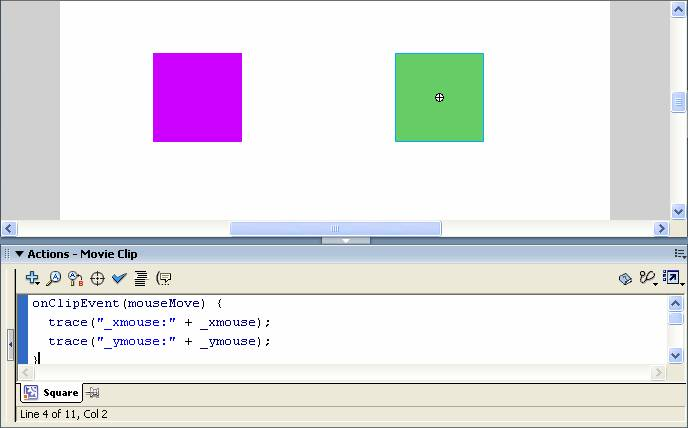 Actions - Movie Clip
onClipEvent(mouseMove) {
trace("_xmouse:" + _xmouse);
trace("_ymouse:" + _ymouse);
}
Square
Line 4 of 11, Col 2